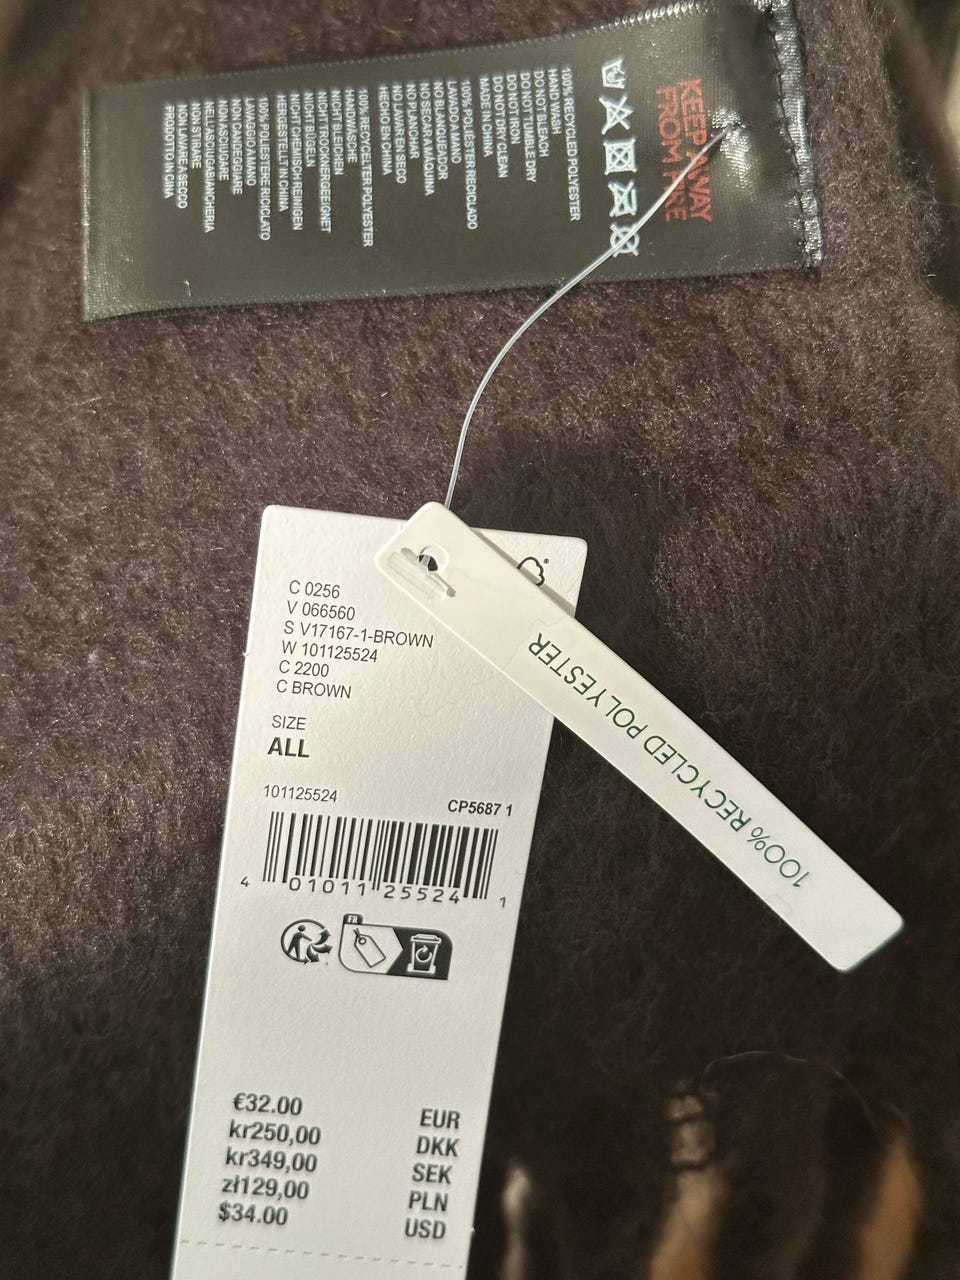 KEEP AWAY
FROM FIRE
100% RECYCLED POLYESTER
HAND WASH
DO NOT BLEACH
DO NOT TUMBLE DRY
DO NOT IRON
DO NOT DRY CLEAN
MADE IN CHINA
100% POLIÉSTER RECICLADO
LAVADO A MANO
NO BLANQUEADOR
NO SECAR A MÁQUINA
NO PLANCHAR
NO LAVAR EN SECO
HECHO EN CHINA
100% RECYCELTER POLYESTER
HANDWÄSCHE
NICHT BLEICHEN
NICHT TROCKNERGEEIGNET
NICHT BÜGELN
NICHT CHEMISCH REINIGEN
HERGESTELLT IN CHINA
100% POLIESTERE RICICLATO
LAVAGGIO A MANO
NON CANDEGGIARE
NON ASCIUGARE
NELL'ASCIUGABIANCHERIA
NON STIRE
NON LAVARE A SECCO
PRODOTTO IN CINA
C 0256
V 066560
S V17167-1-BROWN
W 101125524
C 2200
C BROWN
SIZE
ALL
101125524 CP5687 1
4 010112552 4 1
FR
100% RECYCLED POLYESTER
€32.00 EUR
kr250,00 DKK
kr349,00 SEK
zł129,00 PLN
$34.00 USD